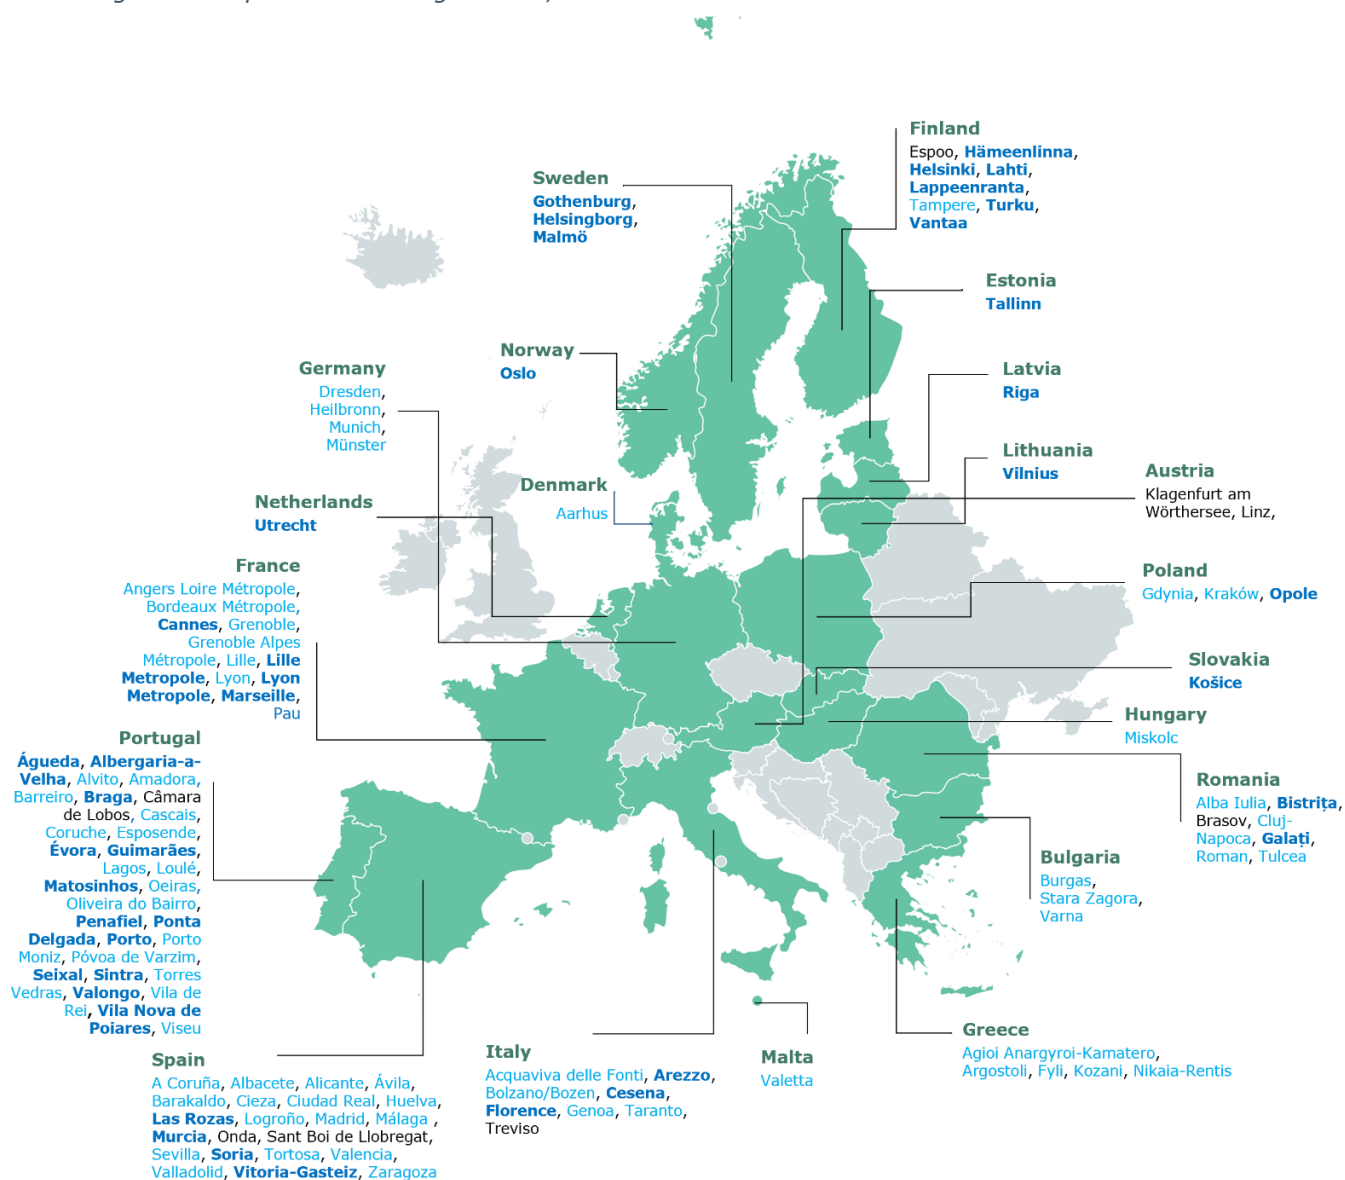 Finland
Espoo, Hämeenlinna,
Helsinki, Lahti,
Lappeenranta,
Tampere, Turku,
Vantaa
Sweden
Gothenburg,
Helsingborg,
Malmö
Estonia
Tallinn
Norway
Oslo
Germany
Dresden,
Heilbronn,
Munich,
Münster
Latvia
Riga
Lithuania
Vilnius
Austria
Klagenfurt am
Wörthersee, Linz,
Denmark
Aarhus
Netherlands
Utrecht
France
Angers Loire Métropole,
Bordeaux Métropole,
Cannes, Grenoble,
Grenoble Alpes
Métropole, Lille, Lille
Metropole, Lyon, Lyon
Metropole, Marseille,
Pau
Poland
Gdynia, Kraków, Opole
Slovakia
Košice
Hungary
Miskolc
Portugal
Águeda, Albergaria-a-
Velha, Alvito, Amadora,
Barreiro, Braga, Câmara
de Lobos, Cascais,
Coruche, Esposende,
Évora, Guimarães,
Lagos, Loulé,
Matosinhos, Oeiras,
Oliveira do Bairro,
Penafiel, Ponta
Delgada, Porto, Porto
Moniz, Póvoa de Varzim,
Seixal, Sintra, Torres
Vedras, Valongo, Vila de
Rei, Vila Nova de
Poiares, Viseu
Romania
Alba Iulia, Bistrița,
Brasov, Cluj-
Napoca, Galați,
Roman, Tulcea
Bulgaria
Burgas,
Stara Zagora,
Varna
Spain
A Coruña, Albacete, Alicante, Ávila,
Barakaldo, Cieza, Ciudad Real, Huelva,
Las Rozas, Logroño, Madrid, Málaga ,
Murcia, Onda, Sant Boi de Llobregat,
Sevilla, Soria, Tortosa, Valencia,
Valladolid, Vitoria-Gasteiz, Zaragoza
Italy
Acquaviva delle Fonti, Arezzo,
Bolzano/Bozen, Cesena,
Florence, Genoa, Taranto,
Treviso
Malta
Valetta
Greece
Agioi Anargyroi-Kamatero,
Argostoli, Fyli, Kozani, Nikaia-Rentis